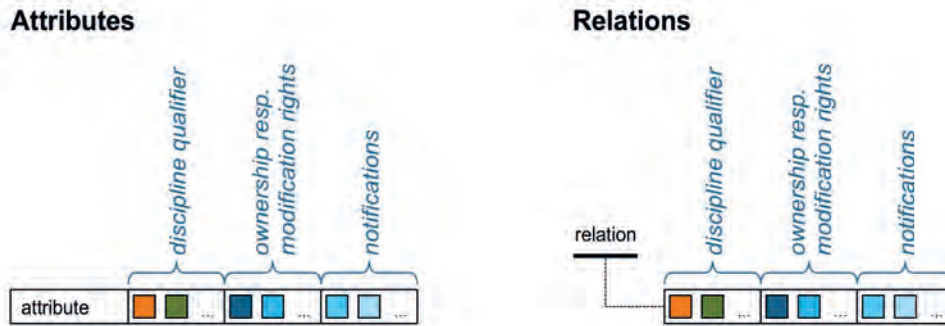 Attributes
discipline qualifier
ownership resp.
modification rights
notifications
attribute
...
...
...
Relations
discipline qualifier
ownership resp.
modification rights
notifications
relation
...
...
...